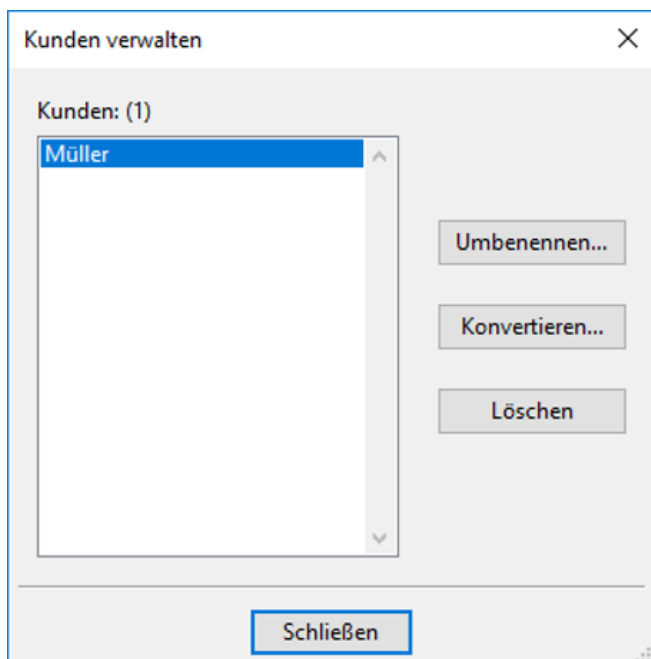 Kunden verwalten
Kunden: (1)
Müller
Umbenennen...
Konvertieren...
Löschen
Schließen